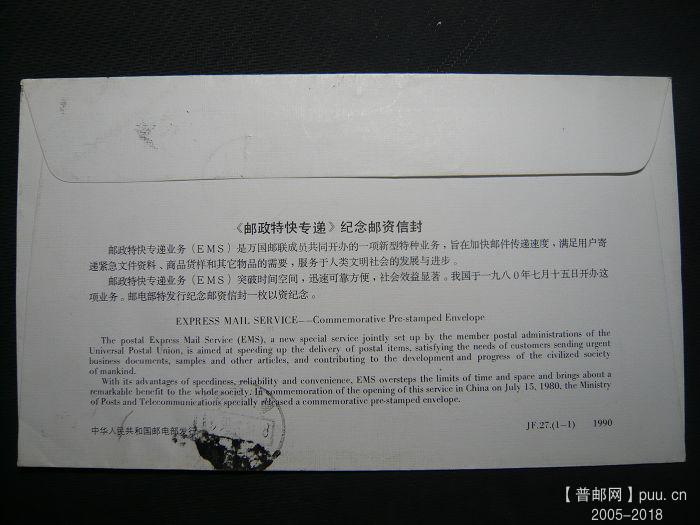 《邮政特快专递》纪念邮资信封
邮政特快专递业务(EMS)是万国邮联成员共同开办的一项新型特种业务，旨在加快邮件传递速度，满足用户寄
递紧急文件资料、商品货样和其它物品的需要，服务于人类文明社会的发展与进步。
邮政特快专递业务(EMS)突破时间空间，迅速可靠方便，社会效益显著。我国于一九八0年七月十五日开办这
项业务。邮电部特发行纪念邮资信封一枚以资纪念。
EXPRESS MAIL SERVICE——Commemorative Pre-stamped Envelope
The postal Express Mail Service (EMS), a new special service jointly set up by the member postal administrations of the
Universal Postal Union, is aimed at speeding up the delivery of postal items, satisfying the needs of customers sending urgent
business documents, samples and other articles, and contributing to the development and progress of the civilized society
of mankind.
With its advantages of speediness, reliability and convenience, EMS oversteps the limits of time and space and brings about a
remarkable benefit to the whole society. In commemoration of the opening of this service in China on July 15, 1980, the Ministry
of Posts and Telecommunications specially released a commemorative pre-stamped envelope.
中华人民共和国邮电部发行
JF.27.(1-1) 1990
【普邮网】puu.cn
2005-2018